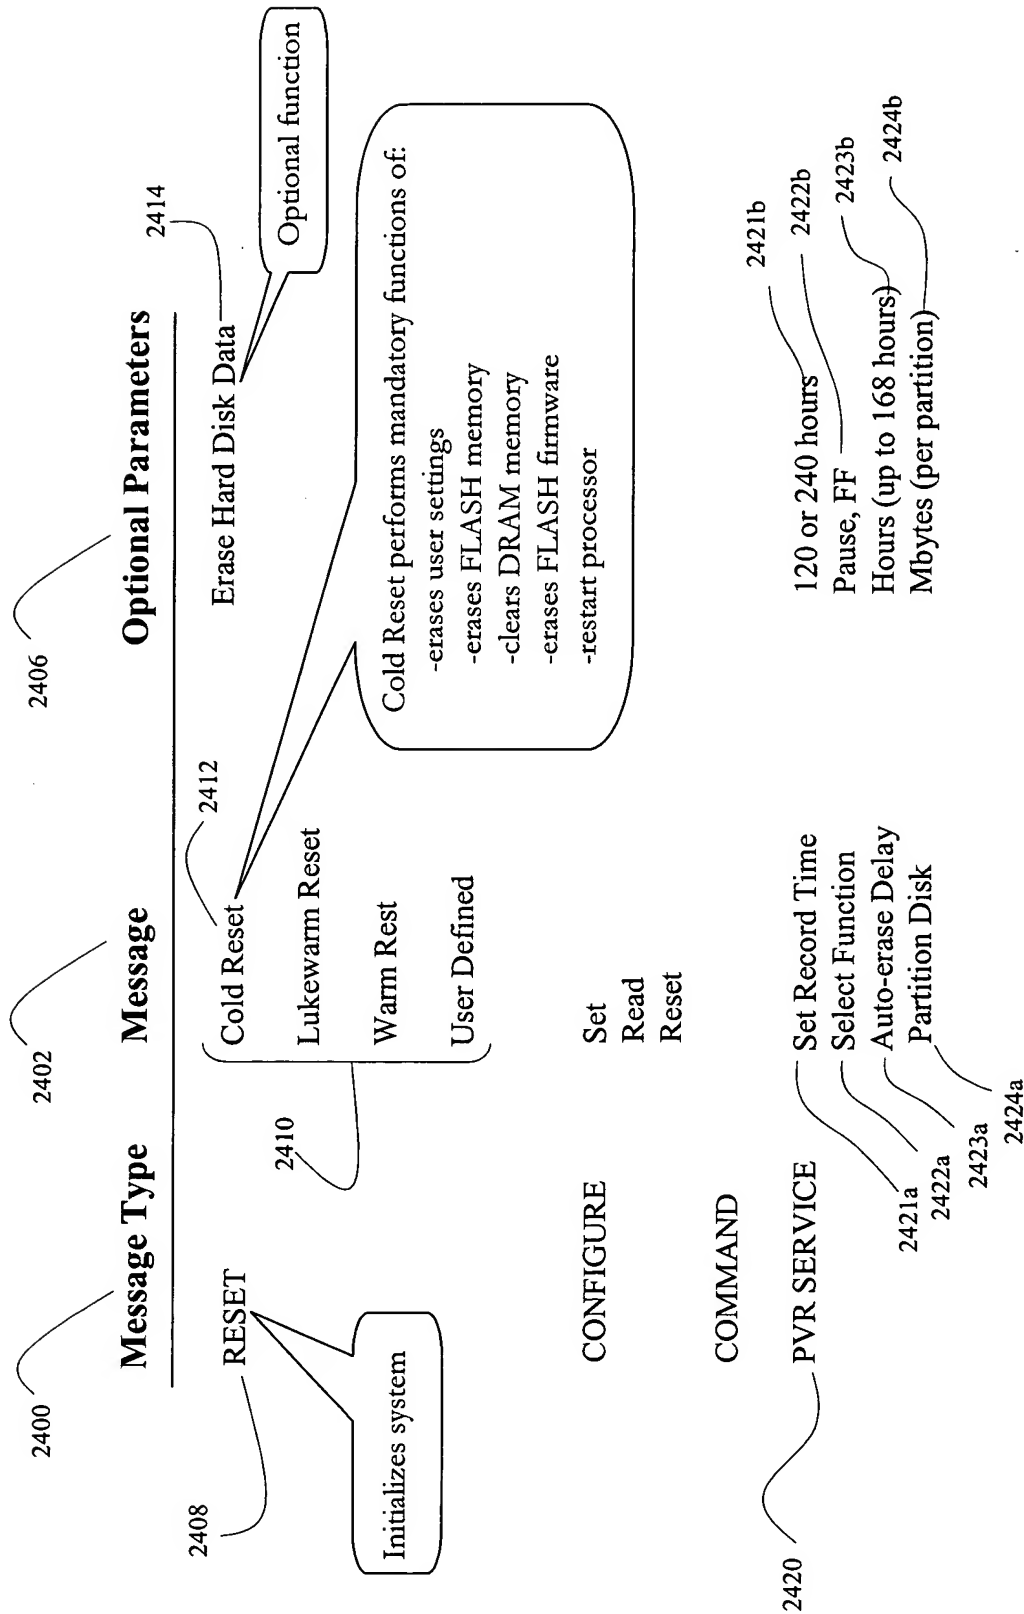 2400
2402
2406
Message Type
Message
Optional Parameters
2408
RESET
Initializes system
2410
2412
Cold Reset
Lukewarm Reset
Warm Rest
User Defined
2414
Erase Hard Disk Data
Optional function
Cold Reset performs mandatory functions of:
-erases user settings
-erases FLASH memory
-clears DRAM memory
-erases FLASH firmware
-restart processor
CONFIGURE
Set
Read
Reset
COMMAND
2420
PVR SERVICE
Set Record Time
120 or 240 hours
Select Function
Pause, FF
Auto-erase Delay
Hours (up to 168 hours)
Partition Disk
Mbytes (per partition)
2421a
2422a
2423a
2424a
2421b
2422b
2423b
2424b